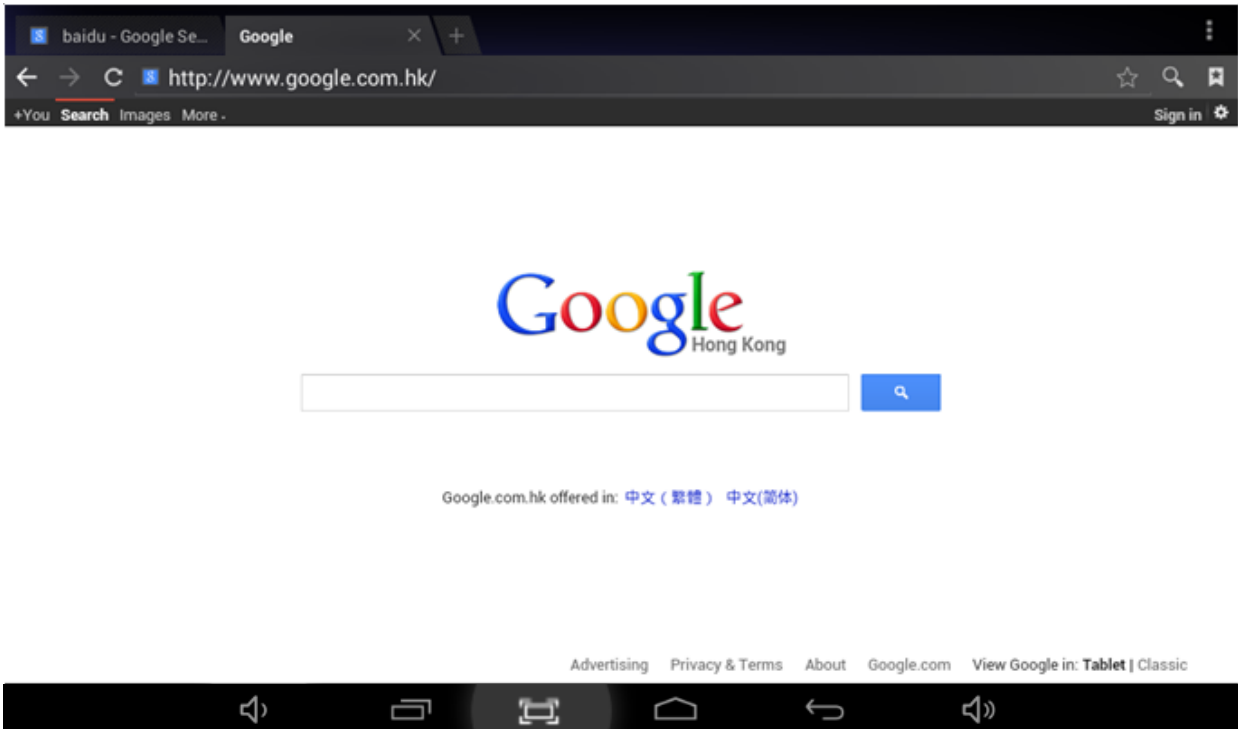 baidu - Google Se... Google
http://www.google.com.hk/
+You Search Images More Sign in
Google
Hong Kong
Google.com.hk offered in: 中文（繁體） 中文(简体)
Advertising Privacy & Terms About Google.com View Google in: Tablet | Classic